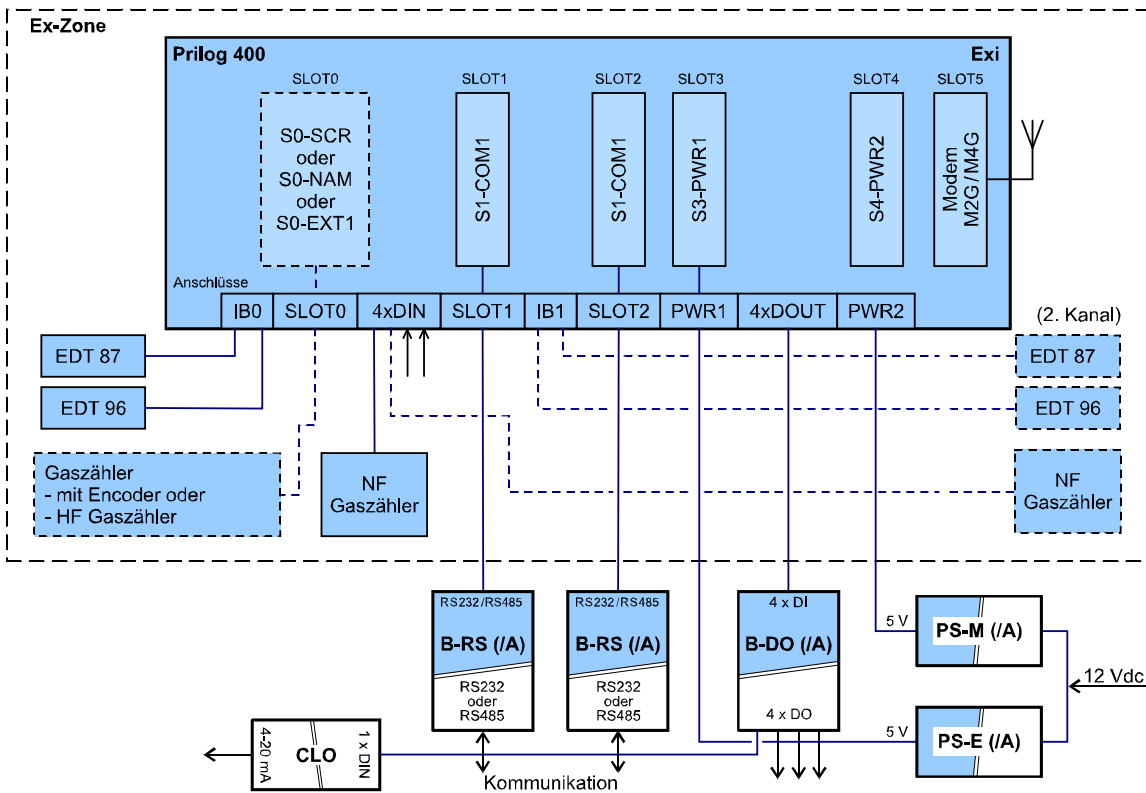 Ex-Zone
Prilog 400
Exi
SLOT0
SLOT1
SLOT2
SLOT3
SLOT4
SLOT5
S0-SCR
oder
S0-NAM
oder
S0-EXT1
S1-COM1
S1-COM1
S3-PWR1
S4-PWR2
Modem
M2G/M4G
Anschlüsse
IB0
SLOT0
4xDIN
SLOT1
IB1
SLOT2
PWR1
4xDOUT
PWR2
(2. Kanal)
EDT 87
EDT 96
EDT 87
EDT 96
Gaszähler
- mit Encoder oder
- HF Gaszähler
NF
Gaszähler
NF
Gaszähler
RS232/RS485
B-RS (/A)
RS232
oder
RS485
RS232/RS485
B-RS (/A)
RS232
oder
RS485
4 x DI
B-DO (/A)
4 x DO
5 V
PS-M (/A)
12 Vdc
5 V
PS-E (/A)
4-20 mA
CLO
1 x DIN
Kommunikation